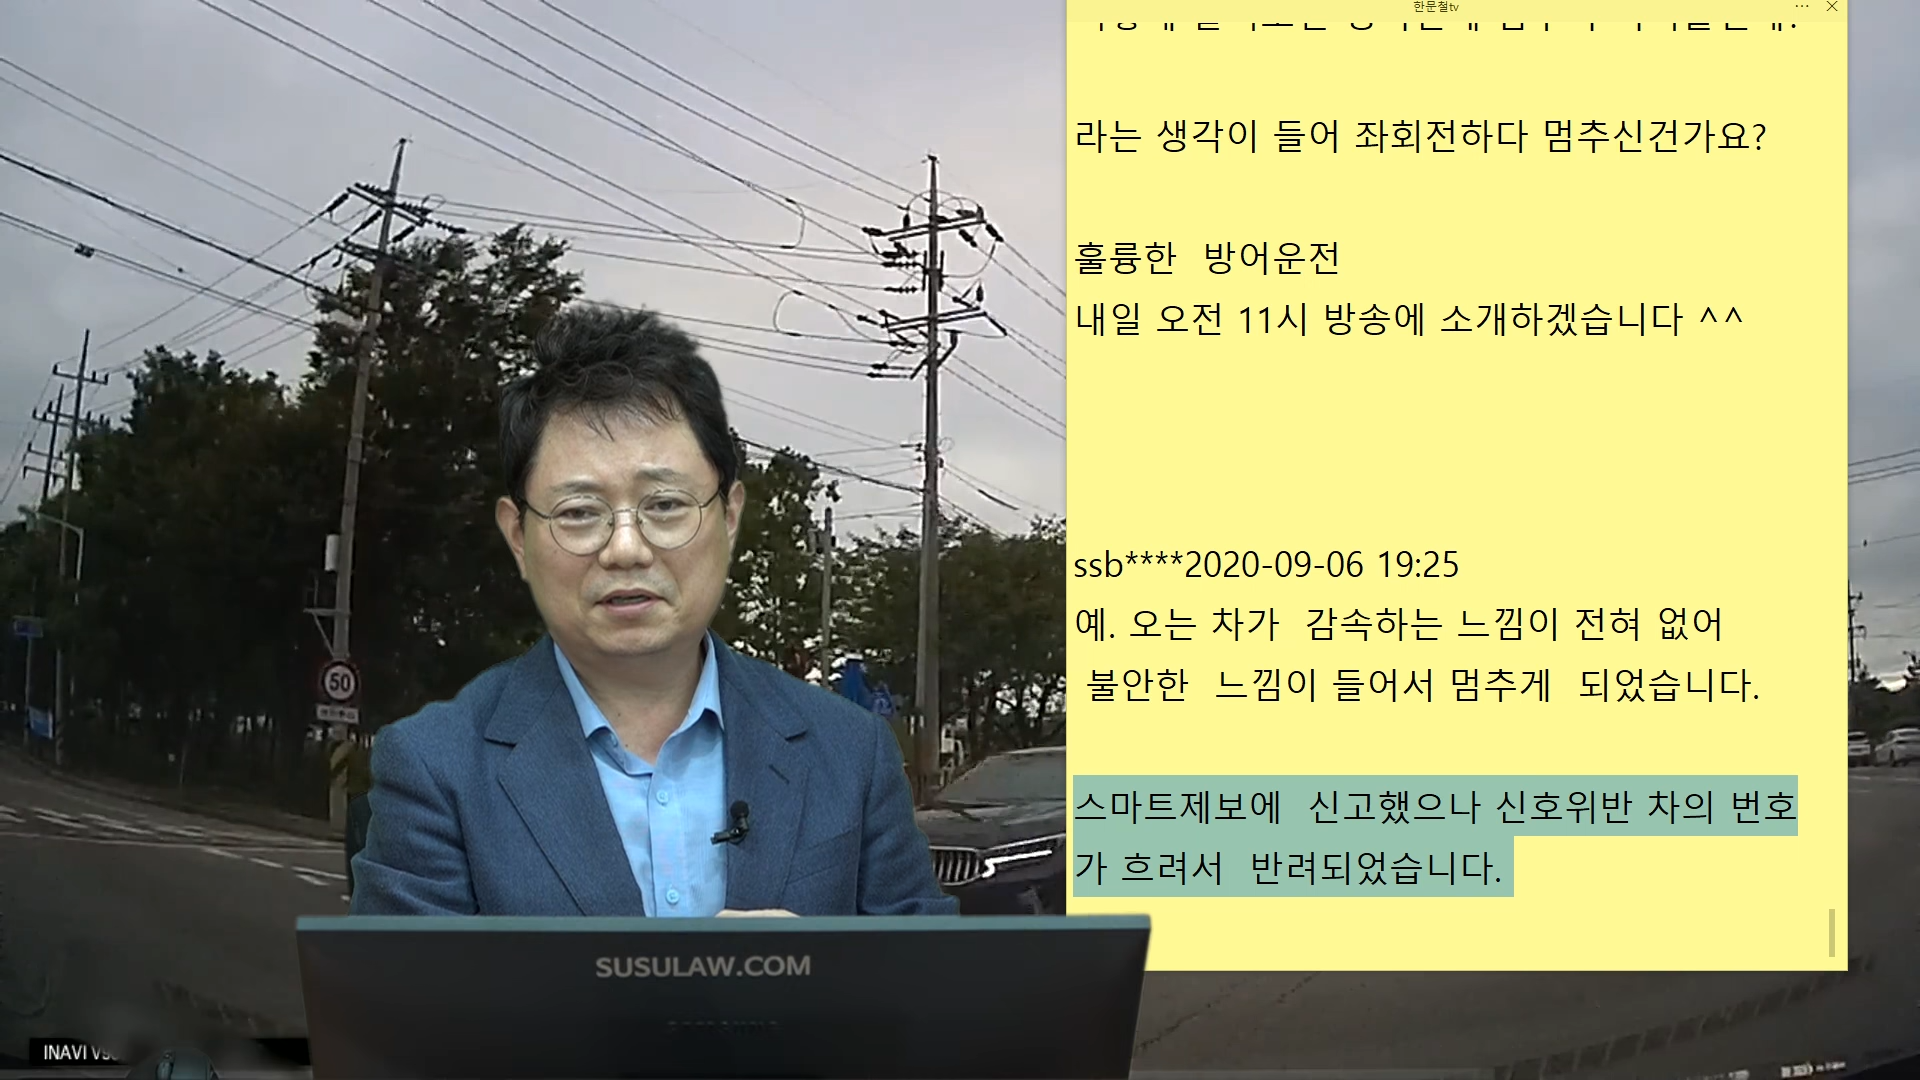 한문철tv
라는 생각이 들어 좌회전하다 멈추신건가요?
훌륭한 방어운전
내일 오전 11시 방송에 소개하겠습니다 ^^
ssb****2020-09-06 19:25
예. 오는 차가 감속하는 느낌이 전혀 없어
불안한 느낌이 들어서 멈추게 되었습니다.
스마트제보에 신고했으나 신호위반 차의 번호
가 흐려서 반려되었습니다.
50
SUSULAW.COM
INAVI